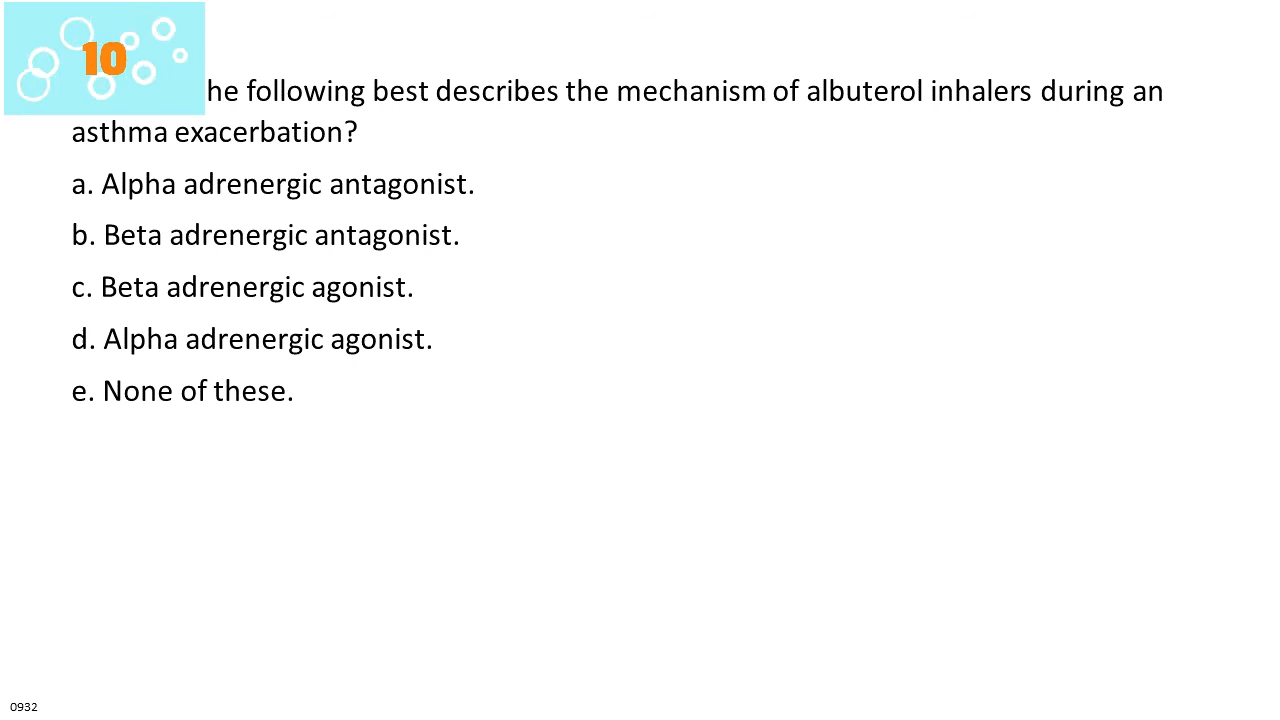 10
he following best describes the mechanism of albuterol inhalers during an
asthma exacerbation?
a. Alpha adrenergic antagonist.
b. Beta adrenergic antagonist.
c. Beta adrenergic agonist.
d. Alpha adrenergic agonist.
e. None of these.
0932